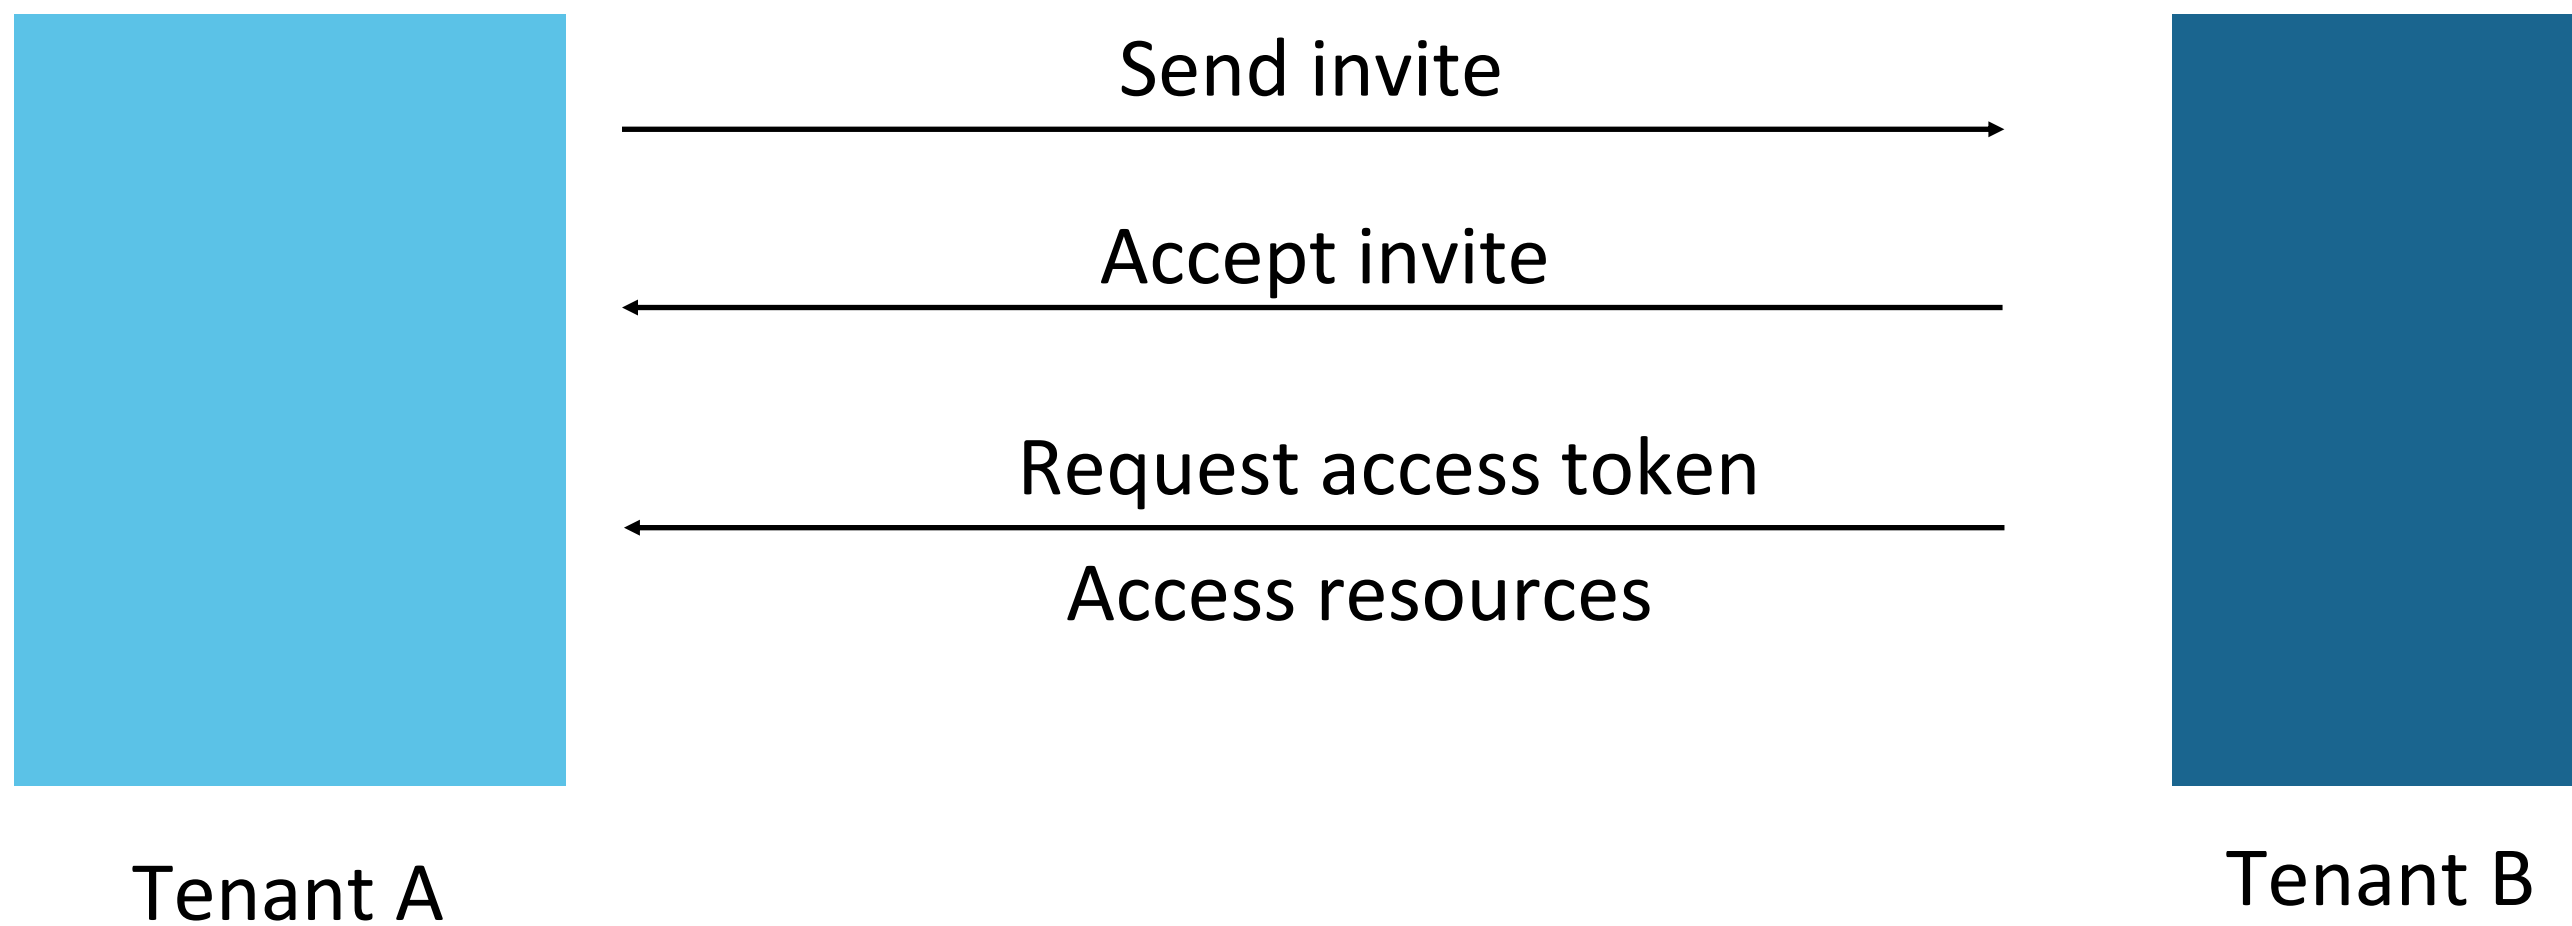 Send invite
Accept invite
Request access token
Access resources
Tenant A
Tenant B